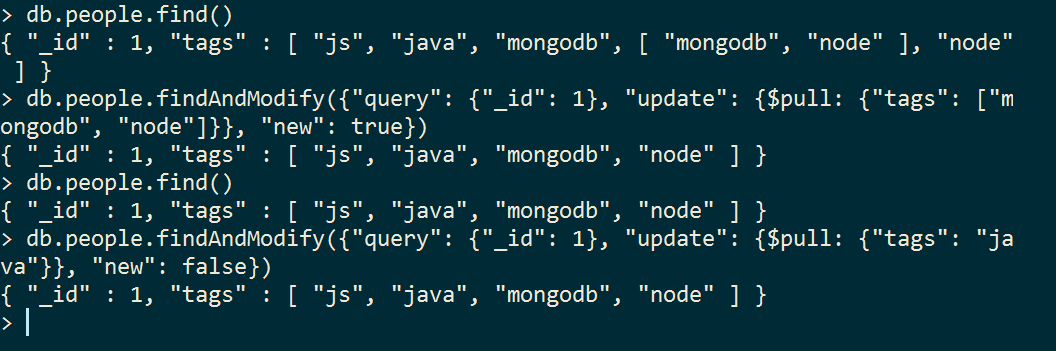 > db.people.find()
{ "_id" : 1, "tags" : [ "js", "java", "mongodb", [ "mongodb", "node" ], "node"
 ] }
> db.people.findAndModify({"query": {"_id": 1}, "update": {$pull: {"tags": ["m
ongodb", "node"]}}, "new": true})
{ "_id" : 1, "tags" : [ "js", "java", "mongodb", "node" ] }
> db.people.find()
{ "_id" : 1, "tags" : [ "js", "java", "mongodb", "node" ] }
> db.people.findAndModify({"query": {"_id": 1}, "update": {$pull: {"tags": "ja
va"}}, "new": false})
{ "_id" : 1, "tags" : [ "js", "java", "mongodb", "node" ] }
>